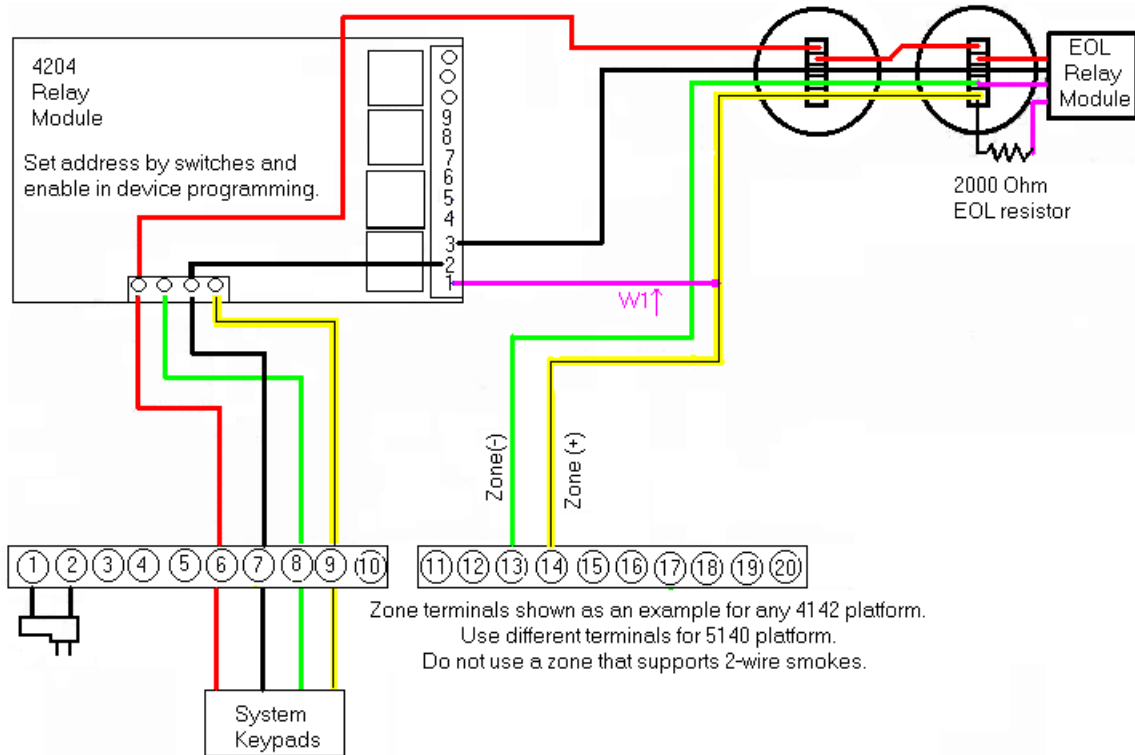 4204
Relay
Module
Set address by switches and
enable in device programming.
9
8
7
6
5
4
3
2
1
W1↑
EOL
Relay
Module
2000 Ohm
EOL resistor
Zone(-)
Zone (+)
1 2 3 4 5 6 7 8 9 10
11 12 13 14 15 16 17 18 19 20
Zone terminals shown as an example for any 4142 platform.
Use different terminals for 5140 platform.
Do not use a zone that supports 2-wire smokes.
System
Keypads